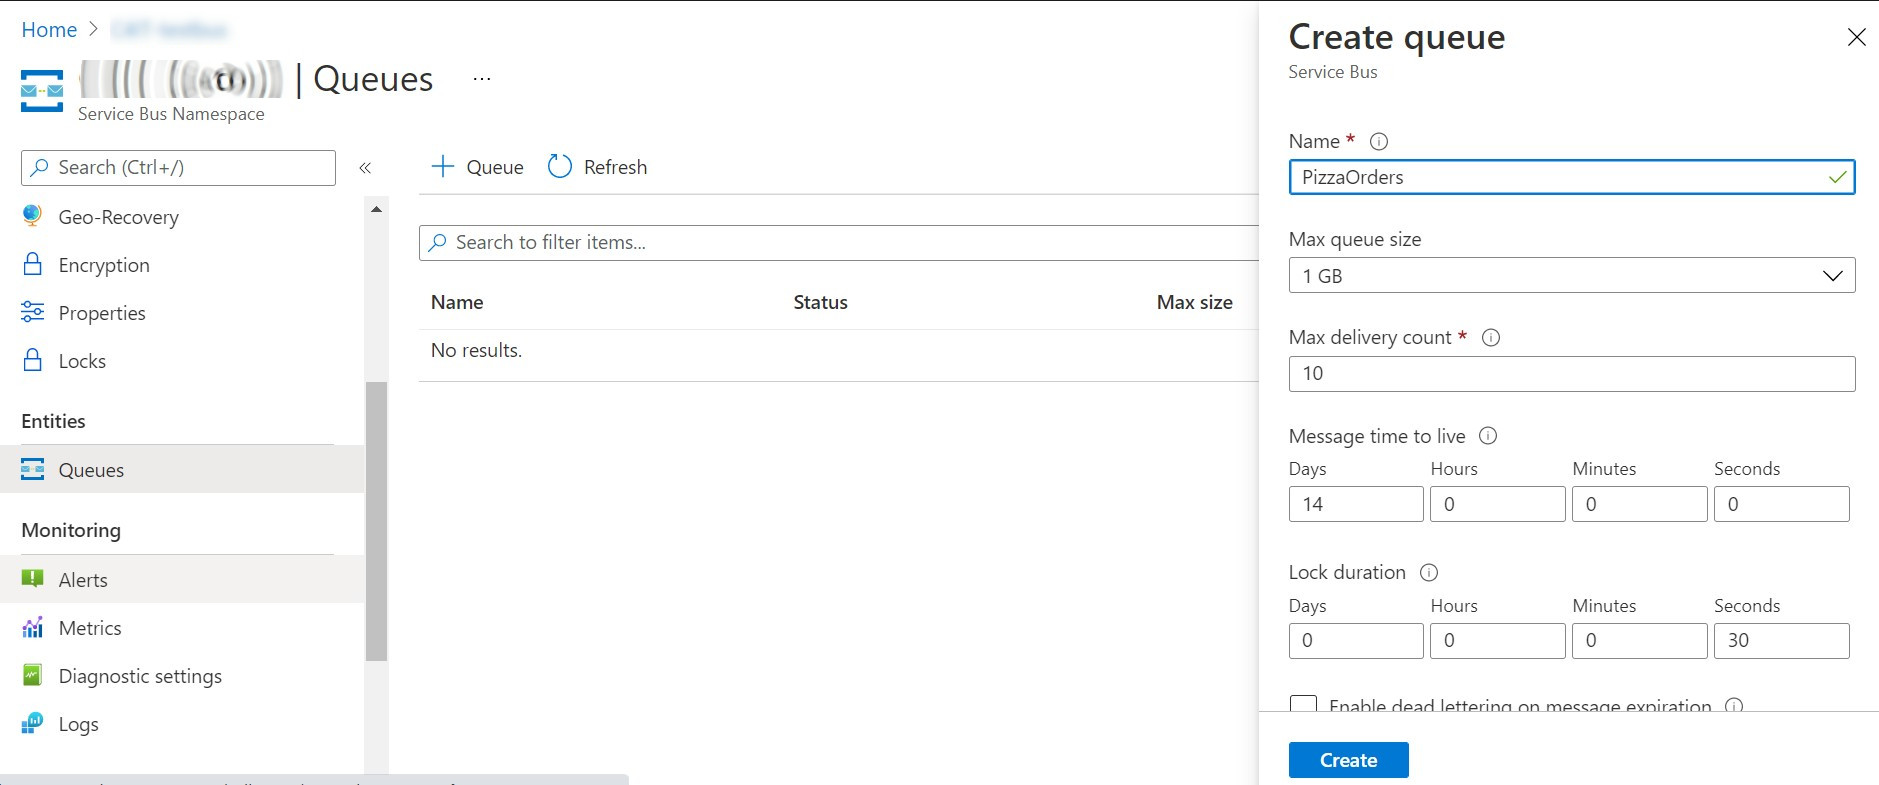 Home >
| Queues ...
Service Bus Namespace
Search (Ctrl+/)
«
Geo-Recovery
Encryption
Properties
Locks
Entities
Queues
Monitoring
Alerts
Metrics
Diagnostic settings
Logs
+ Queue Refresh
Search to filter items...
Name Status Max size
No results.
Create queue
Service Bus
Name *
PizzaOrders
Max queue size
1 GB
Max delivery count *
10
Message time to live
Days Hours Minutes Seconds
14 0 0 0
Lock duration
Days Hours Minutes Seconds
0 0 0 30
Enable dead lettering on message expiration
Create